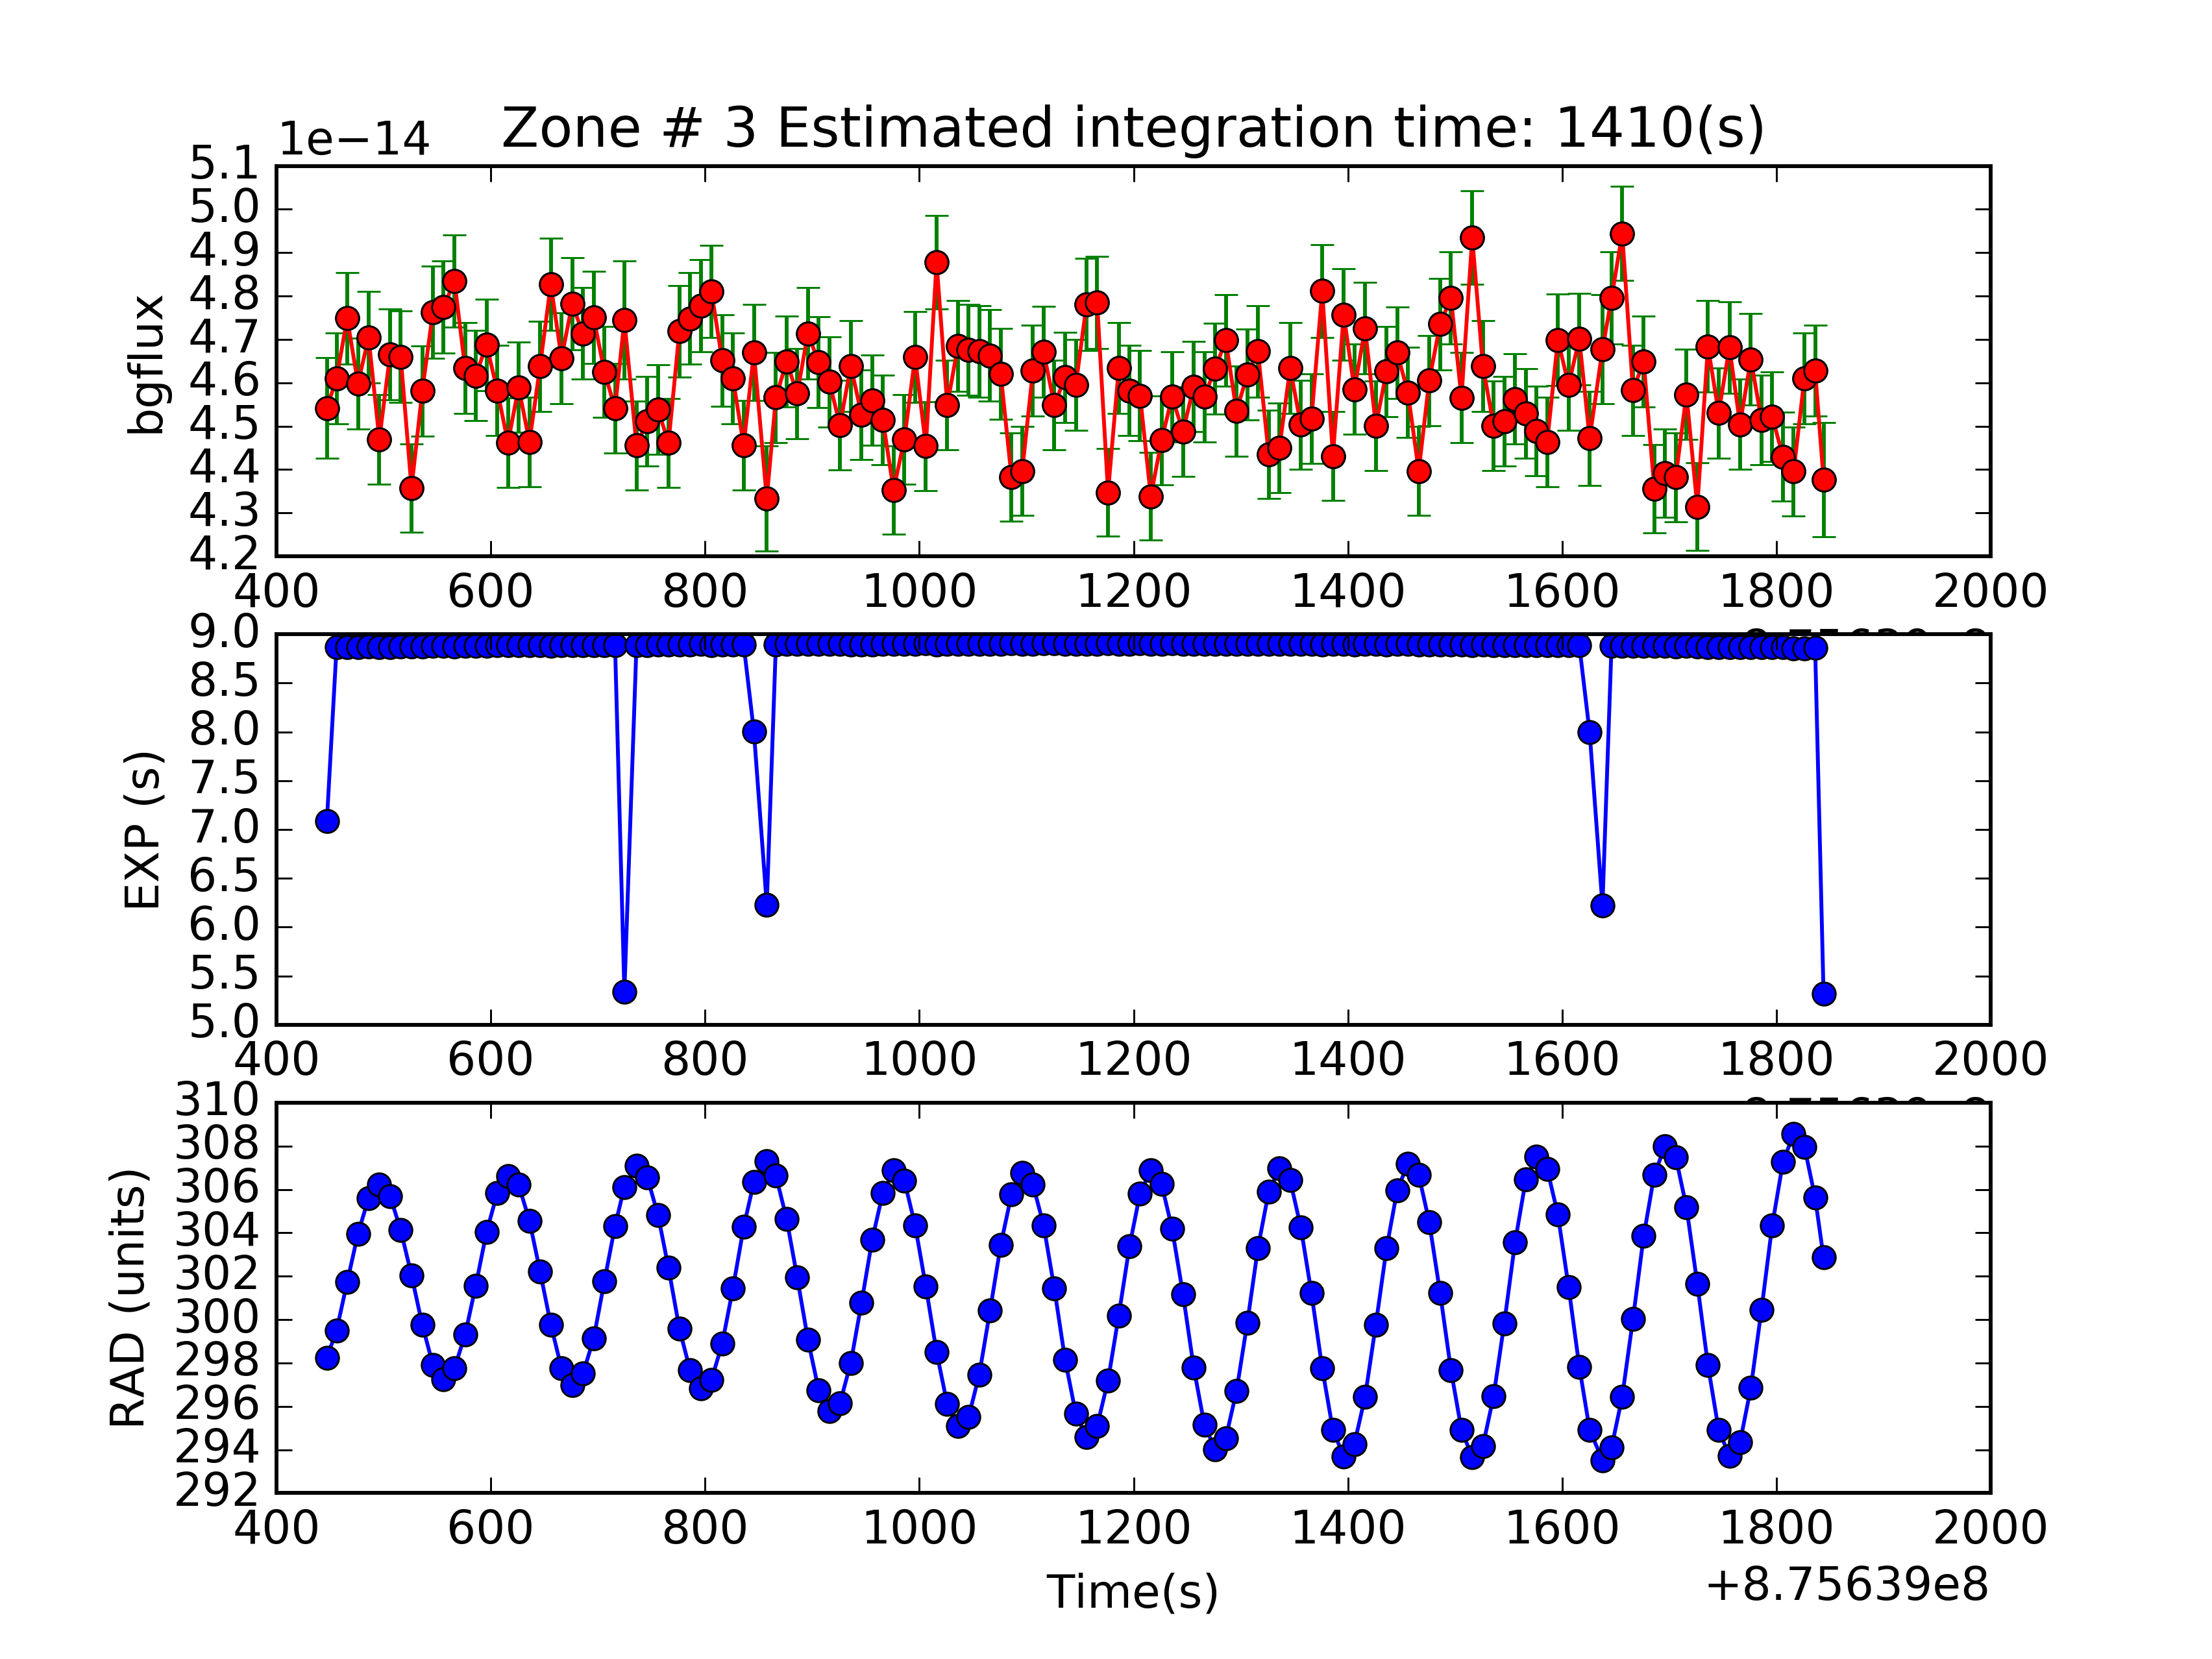 1e−14
Zone # 3 Estimated integration time: 1410(s)
5.1
5.0
4.9
4.8
4.7
4.6
4.5
4.4
4.3
4.2
bgflux
400 600 800 1000 1200 1400 1600 1800 2000
9.0
8.5
8.0
7.5
7.0
6.5
6.0
5.5
5.0
EXP (s)
400 600 800 1000 1200 1400 1600 1800 2000
310
308
306
304
302
300
298
296
294
292
RAD (units)
400 600 800 1000 1200 1400 1600 1800 2000
Time(s)
+8.75639e8